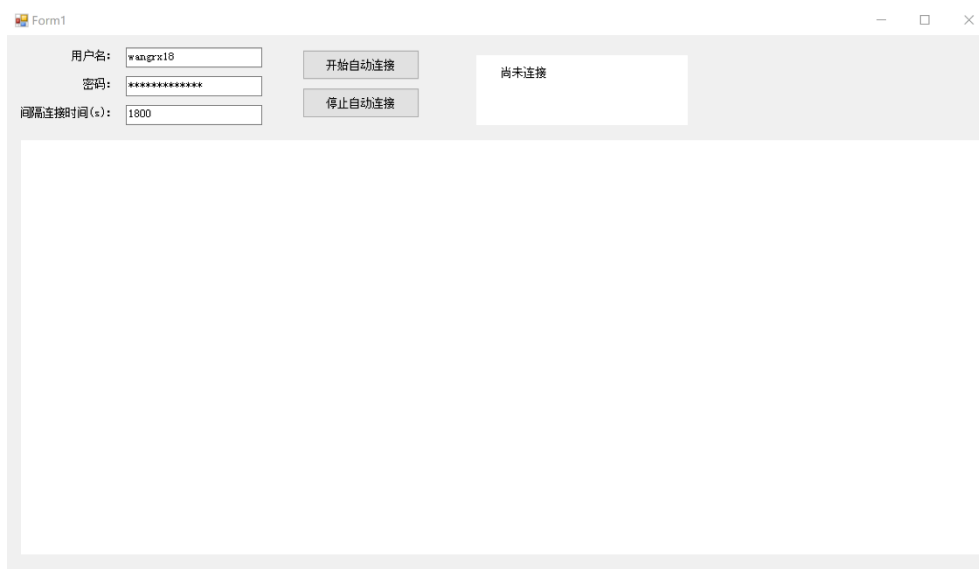 Form1
用户名:
wangrx18
开始自动连接
尚未连接
密码:
*************
停止自动连接
间隔连接时间(s):
1800